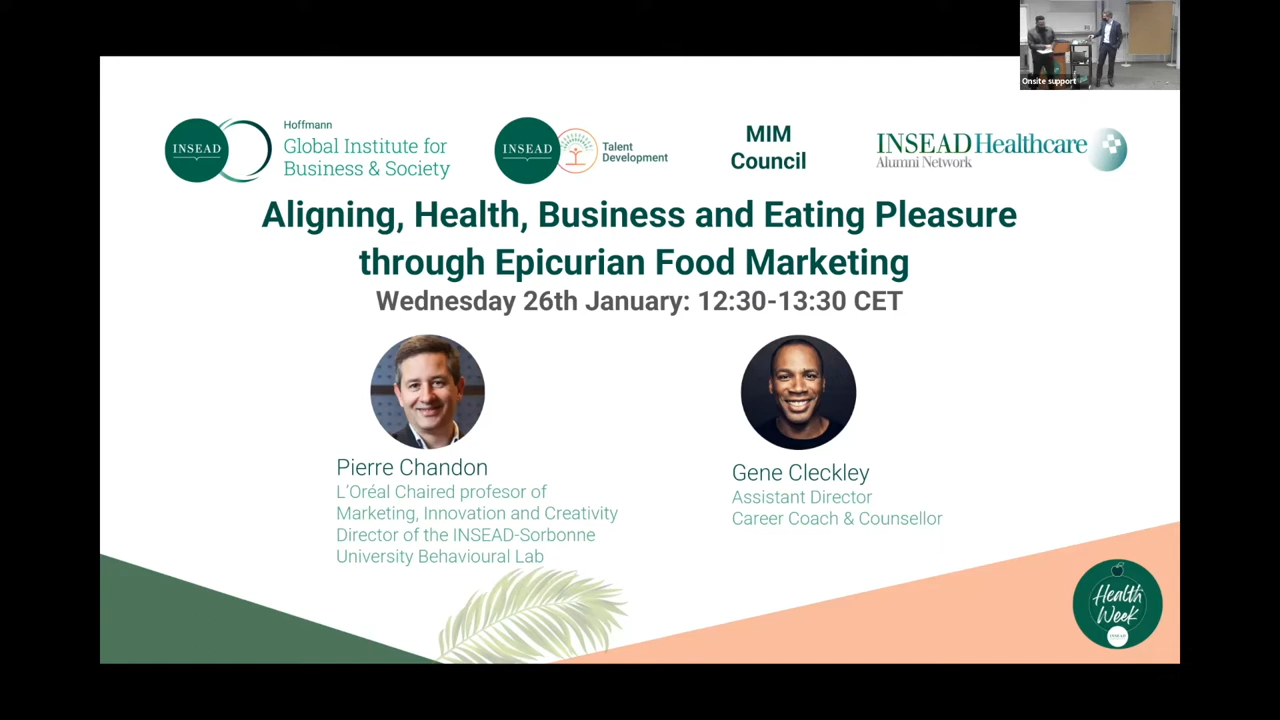 Onsite support
INSEAD
Hoffmann
Global Institute for
Business & Society
INSEAD
Talent
Development
MIM
Council
INSEAD Healthcare
Alumni Network
Aligning, Health, Business and Eating Pleasure
through Epicurian Food Marketing
Wednesday 26th January: 12:30-13:30 CET
Pierre Chandon
L’Oréal Chaired profesor of
Marketing, Innovation and Creativity
Director of the INSEAD-Sorbonne
University Behavioural Lab
Gene Cleckley
Assistant Director
Career Coach & Counsellor
Health
Week
INSEAD